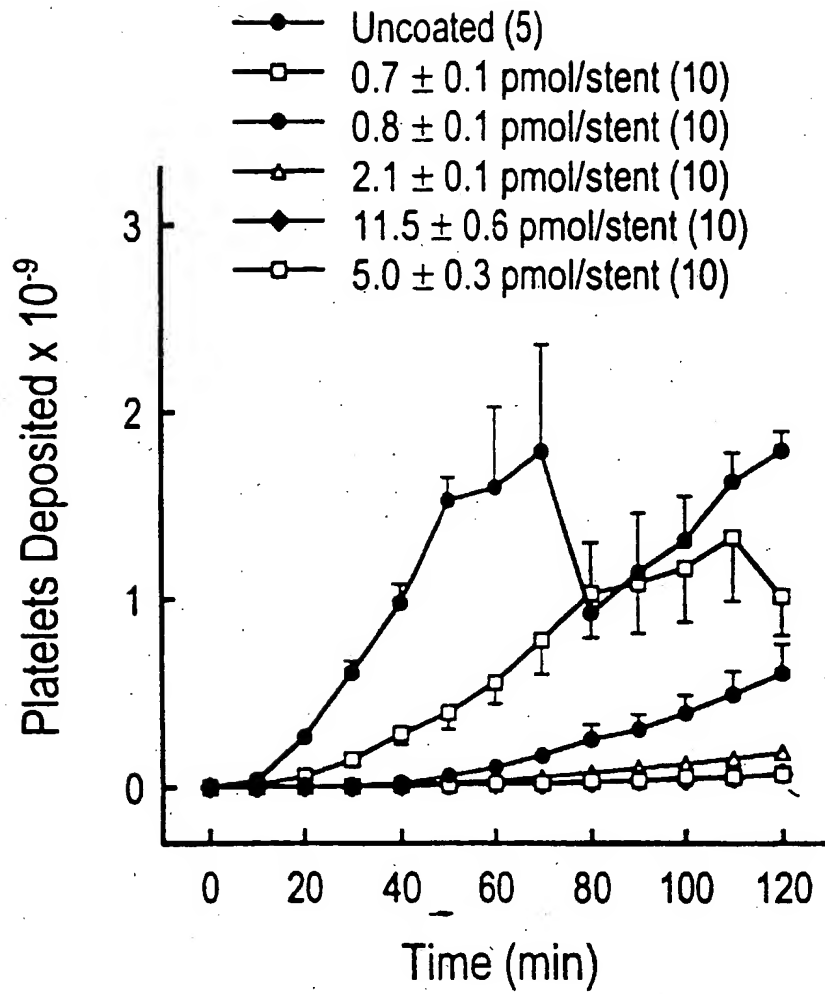 Uncoated (5)
0.7 ± 0.1 pmol/stent (10)
0.8 ± 0.1 pmol/stent (10)
2.1 ± 0.1 pmol/stent (10)
11.5 ± 0.6 pmol/stent (10)
5.0 ± 0.3 pmol/stent (10)
Platelets Deposited x 10-9
3
2
1
0
0 20 40 60 80 100 120
Time (min)